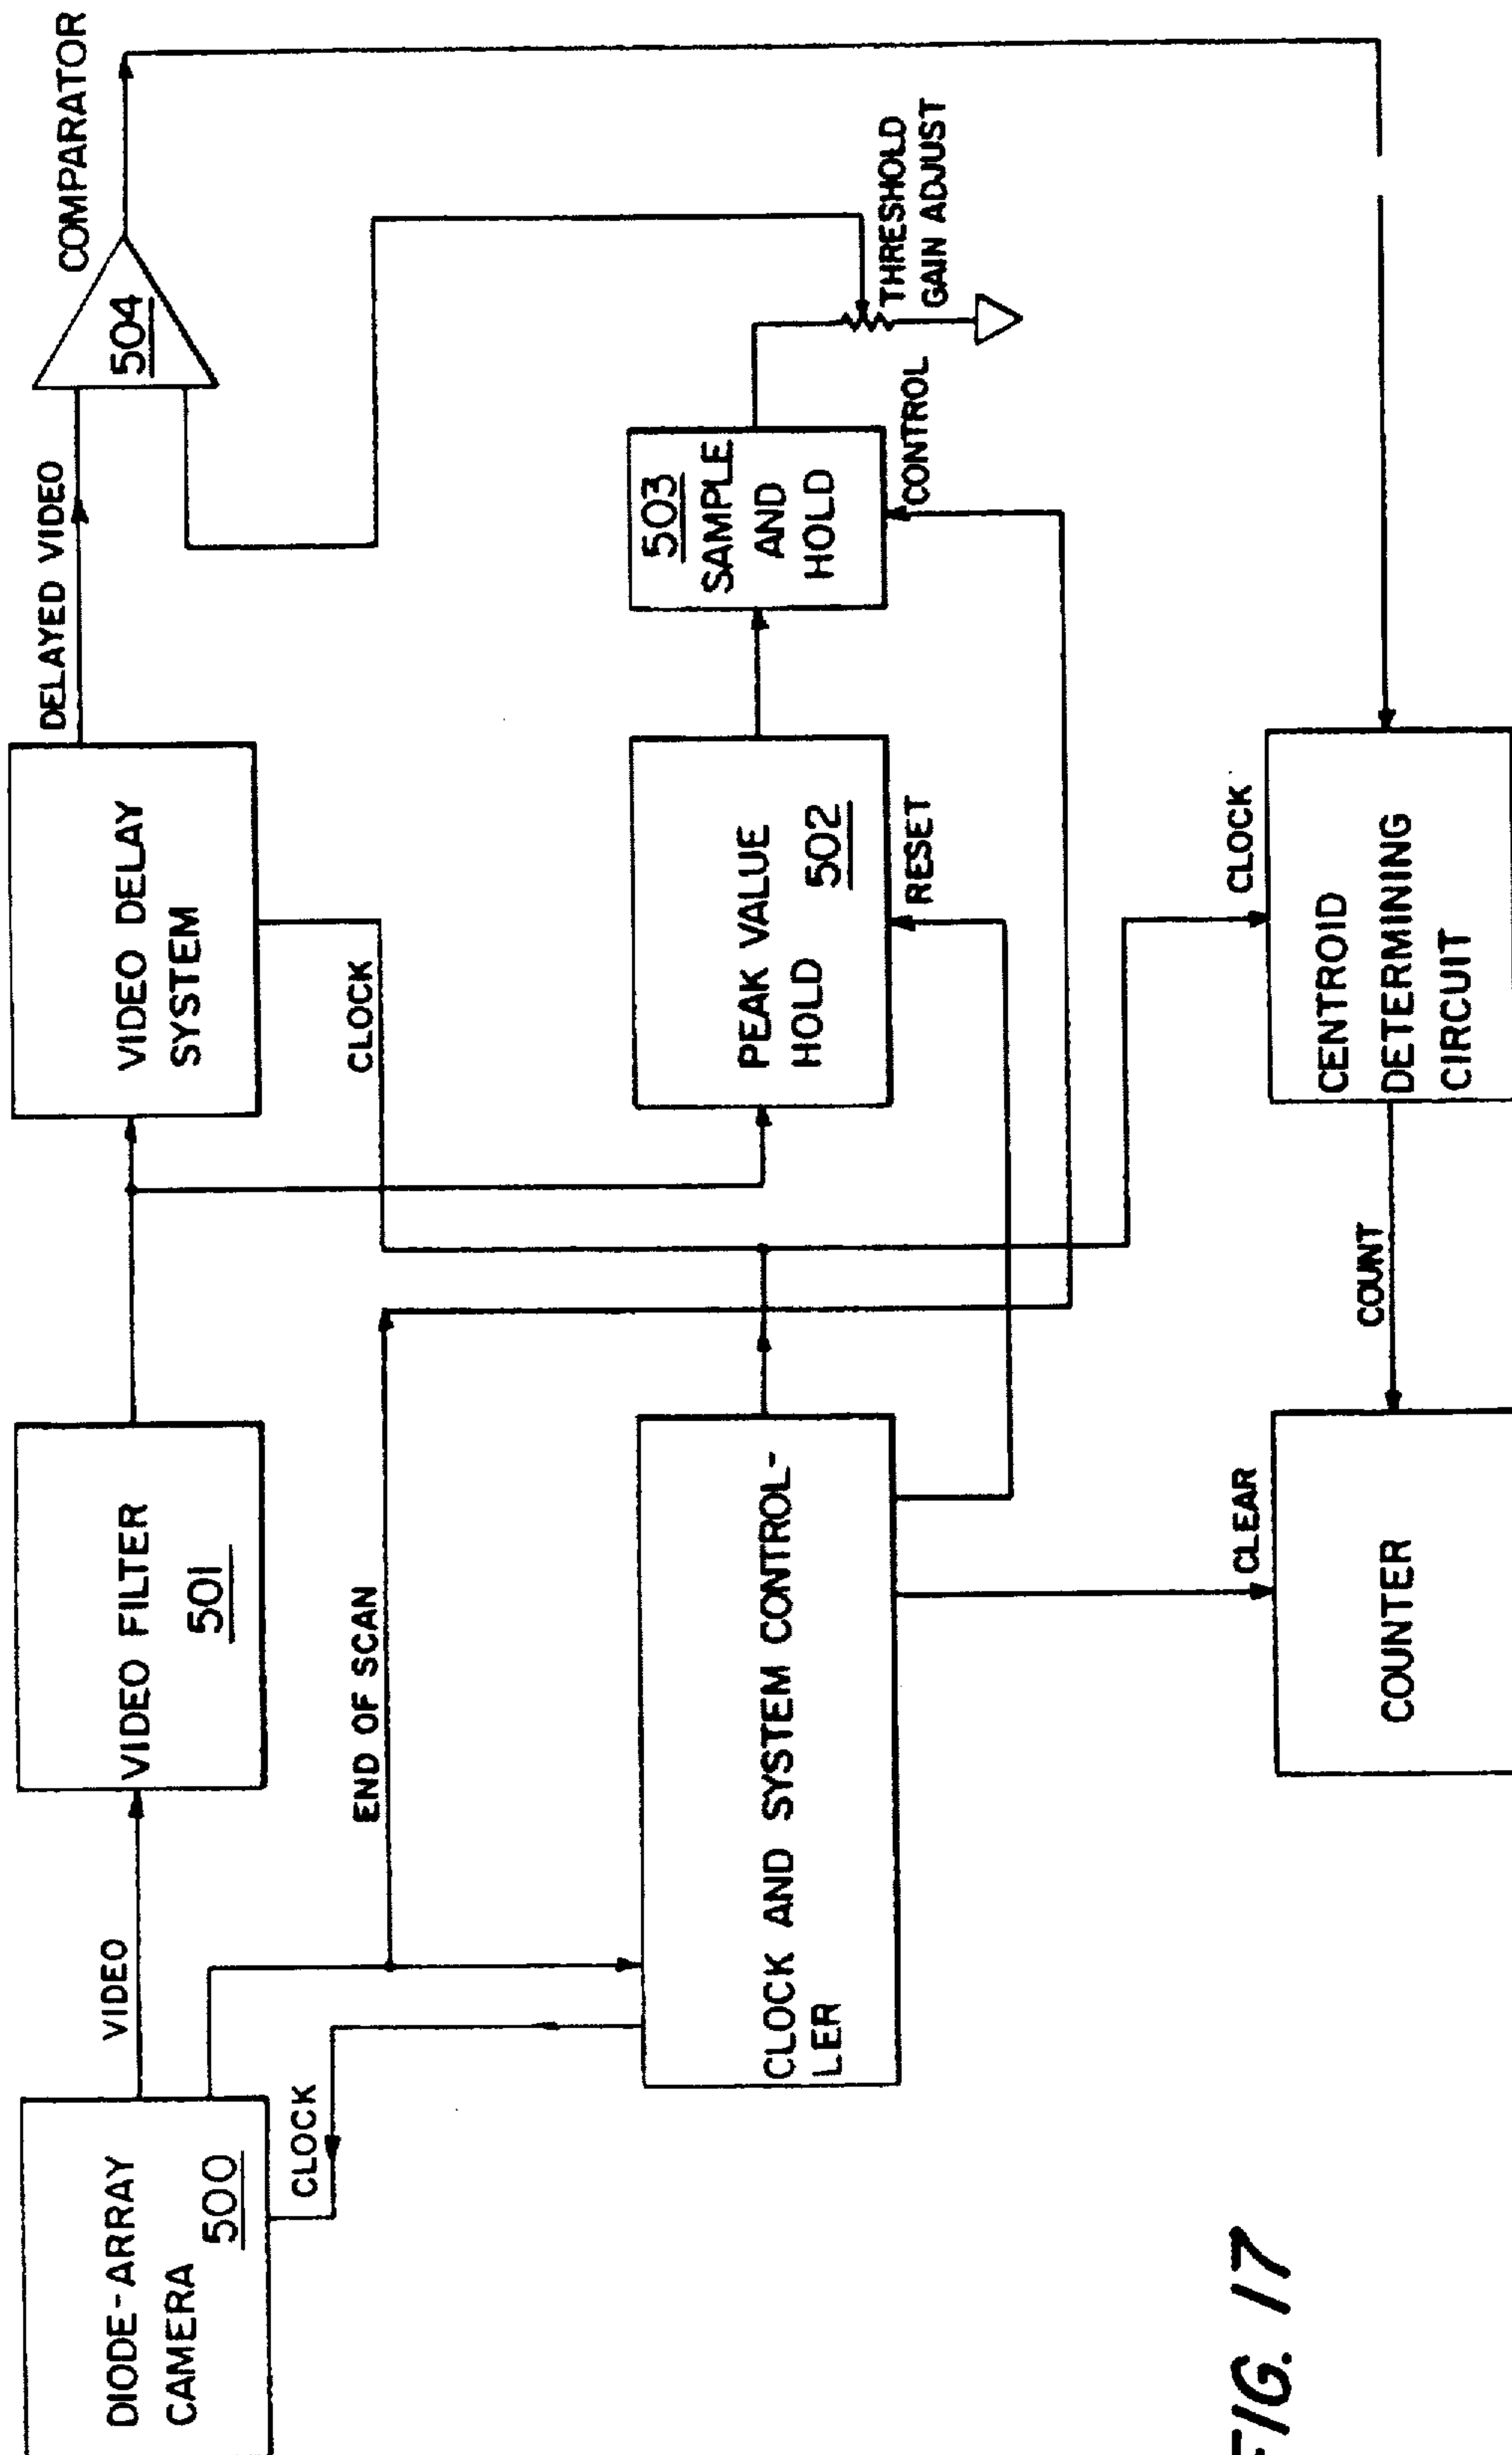 DIODE-ARRAY
CAMERA
500
VIDEO
CLOCK
VIDEO FILTER
501
END OF SCAN
VIDEO DELAY
SYSTEM
CLOCK
DELAYED VIDEO
COMPARATOR
504
CLOCK AND SYSTEM CONTROL-
LER
PEAK VALUE
HOLD 502
RESET
503
SAMPLE
AND
HOLD
CONTROL
THRESHOLD
GAIN ADJUST
CLEAR
COUNTER
COUNT
CLOCK
CENTROID
DETERMINING
CIRCUIT
FIG. 17